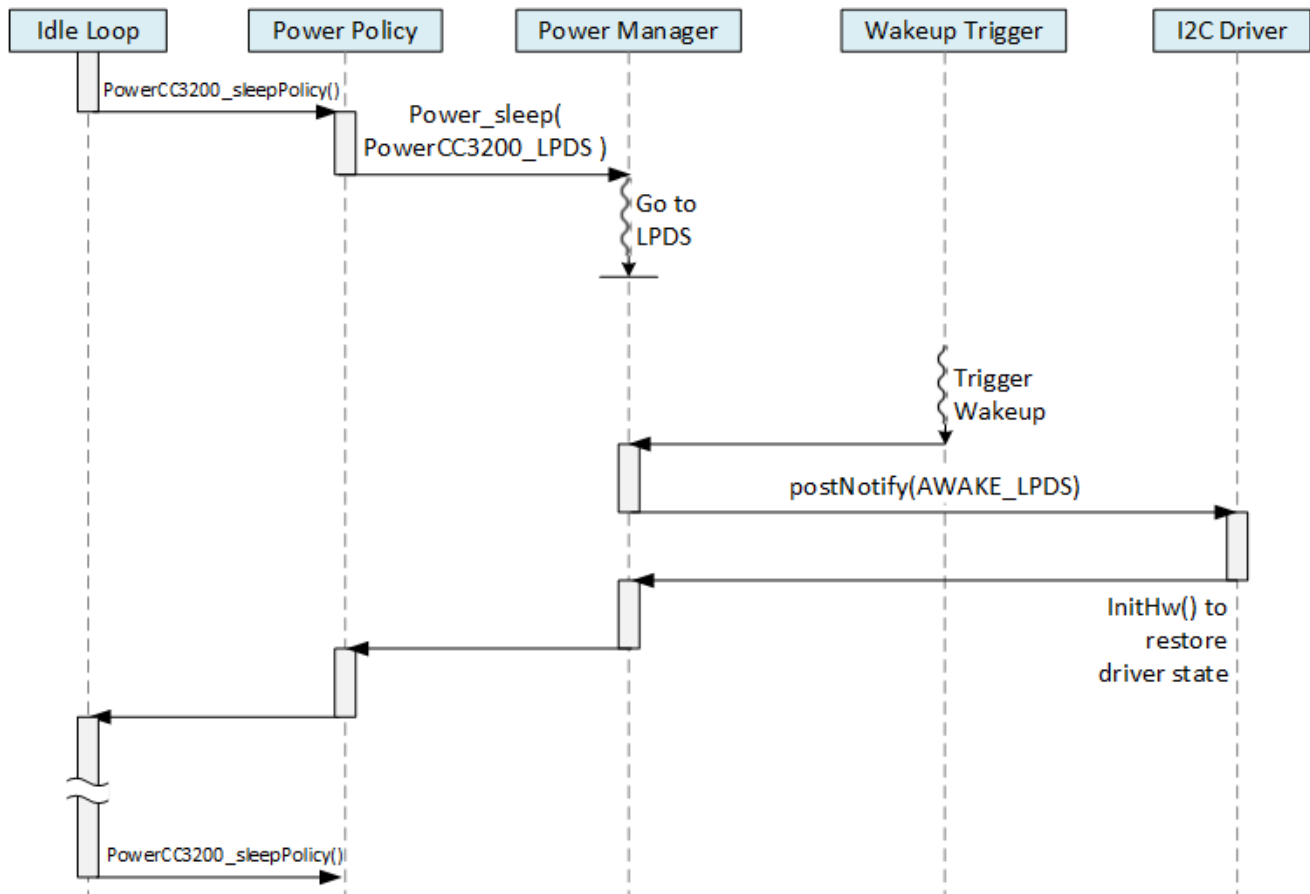 Idle Loop
Power Policy
Power Manager
Wakeup Trigger
I2C Driver
PowerCC3200_sleepPolicy()
Power_sleep(
PowerCC3200_LPDS )
Go to
LPDS
Trigger
Wakeup
postNotify(AWAKE_LPDS)
InitHw() to
restore
driver state
PowerCC3200_sleepPolicy()